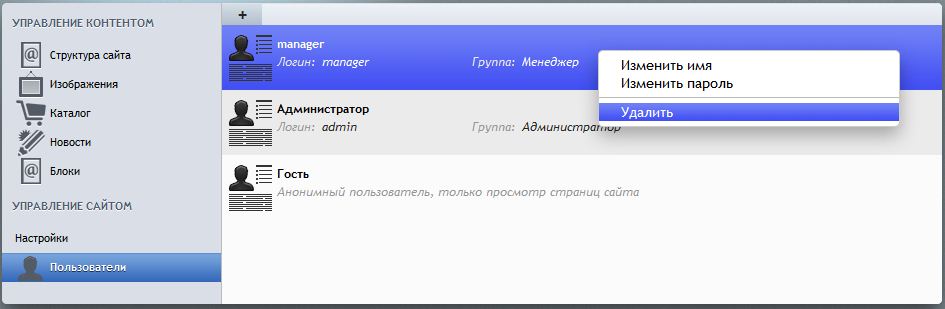 УПРАВЛЕНИЕ КОНТЕНТОМ
Структура сайта
Изображения
Каталог
Новости
Блоки
УПРАВЛЕНИЕ САЙТОМ
Настройки
Пользователи
+
manager
Логин: manager Группа: Менеджер
Администратор
Логин: admin Группа: Администратор
Гость
Анонимный пользователь, только просмотр страниц сайта
Изменить имя
Изменить пароль
Удалить